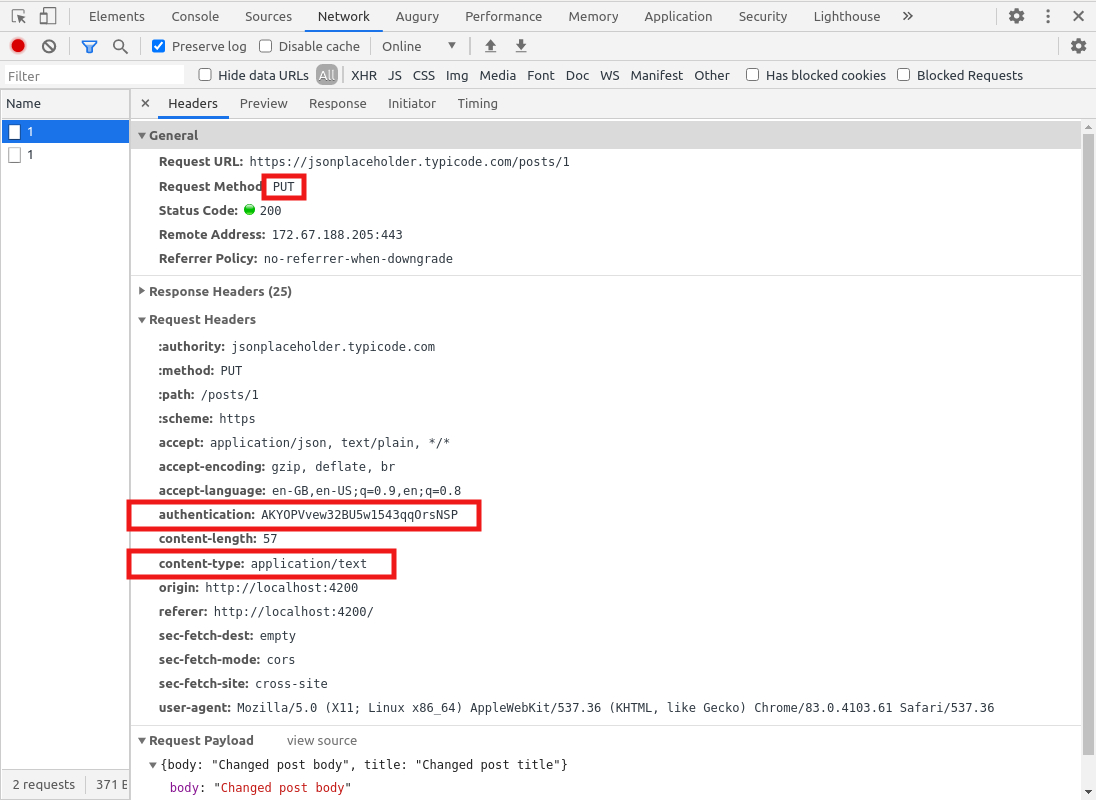 Elements Console Sources Network Augury Performance Memory Application Security Lighthouse »
Preserve log Disable cache Online
Filter Hide data URLs All XHR JS CSS Img Media Font Doc WS Manifest Other Has blocked cookies Blocked Requests
Name × Headers Preview Response Initiator Timing
1
1
General
Request URL: https://jsonplaceholder.typicode.com/posts/1
Request Method PUT
Status Code: 200
Remote Address: 172.67.188.205:443
Referrer Policy: no-referrer-when-downgrade
Response Headers (25)
Request Headers
:authority: jsonplaceholder.typicode.com
:method: PUT
:path: /posts/1
:scheme: https
accept: application/json, text/plain, */*
accept-encoding: gzip, deflate, br
accept-language: en-GB,en-US;q=0.9,en;q=0.8
authentication: AKYOPVvew32BU5w1543qqOrsNSP
content-length: 57
content-type: application/text
origin: http://localhost:4200
referer: http://localhost:4200/
sec-fetch-dest: empty
sec-fetch-mode: cors
sec-fetch-site: cross-site
user-agent: Mozilla/5.0 (X11; Linux x86_64) AppleWebKit/537.36 (KHTML, like Gecko) Chrome/83.0.4103.61 Safari/537.36
Request Payload view source
{body: "Changed post body", title: "Changed post title"}
body: "Changed post body"
2 requests 371 B